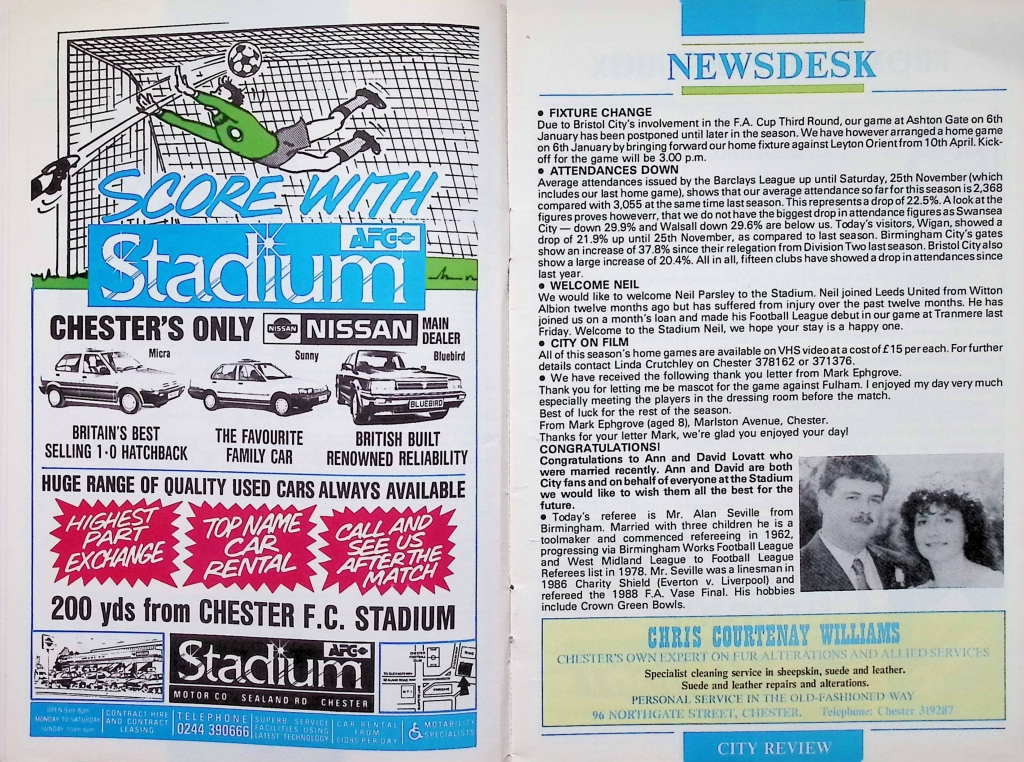 SCORE WITH
AFG
Stadium
CHESTER'S ONLY NISSAN NISSAN MAIN
DEALER
Micra
Sunny
Bluebird
BLUEBIRD
BRITAIN'S BEST
SELLING 1·0 HATCHBACK
THE FAVOURITE
FAMILY CAR
BRITISH BUILT
RENOWNED RELIABILITY
HUGE RANGE OF QUALITY USED CARS ALWAYS AVAILABLE
HIGHEST
PART
EXCHANGE
TOP NAME
CAR
RENTAL
CALL AND
SEE US
AFTER THE
MATCH
200 yds from CHESTER F.C. STADIUM
AFG
Stadium
MOTOR CO · SEALAND RD · CHESTER
MONDAY TO SATURDAY
CONTRACT HIRE
AND CONTRACT
LEASING
TELEPHONE
0244 390666
SUPERB SERVICE
FACILITIES USING
LATEST TECHNOLOGY
CAR RENTAL
FROM
PER DAY
MOTABILITY
SPECIALISTS
NEWSDESK
● FIXTURE CHANGE
Due to Bristol City's involvement in the F.A. Cup Third Round, our game at Ashton Gate on 6th
January has been postponed until later in the season. We have however arranged a home game
on 6th January by bringing forward our home fixture against Leyton Orient from 10th April. Kick-
off for the game will be 3.00 p.m.
● ATTENDANCES DOWN
Average attendances issued by the Barclays League up until Saturday, 25th November (which
includes our last home game), shows that our average attendance so far for this season is 2,368
compared with 3,055 at the same time last season. This represents a drop of 22.5%. A look at the
figures proves howeverr, that we do not have the biggest drop in attendance figures as Swansea
City — down 29.9% and Walsall down 29.6% are below us. Today's visitors, Wigan, showed a
drop of 21.9% up until 25th November, as compared to last season. Birmingham City's gates
show an increase of 37.8% since their relegation from Division Two last season. Bristol City also
show a large increase of 20.4%. All in all, fifteen clubs have showed a drop in attendances since
last year.
● WELCOME NEIL
We would like to welcome Neil Parsley to the Stadium. Neil joined Leeds United from Witton
Albion twelve months ago but has suffered from injury over the past twelve months. He has
joined us on a month's loan and made his Football League debut in our game at Tranmere last
Friday. Welcome to the Stadium Neil, we hope your stay is a happy one.
● CITY ON FILM
All of this season's home games are available on VHS video at a cost of £15 per each. For further
details contact Linda Crutchley on Chester 378162 or 371376.
● We have received the following thank you letter from Mark Ephgrove.
Thank you for letting me be mascot for the game against Fulham. I enjoyed my day very much
especially meeting the players in the dressing room before the match.
Best of luck for the rest of the season.
From Mark Ephgrove (aged 8), Marlston Avenue, Chester.
Thanks for your letter Mark, we're glad you enjoyed your day!
CONGRATULATIONS!
Congratulations to Ann and David Lovatt who
were married recently. Ann and David are both
City fans and on behalf of everyone at the Stadium
we would like to wish them all the best for the
future.
● Today's referee is Mr. Alan Seville from
Birmingham. Married with three children he is a
toolmaker and commenced refereeing in 1962,
progressing via Birmingham Works Football League
and West Midland League to Football League
Referees list in 1978. Mr. Seville was a linesman in
1986 Charity Shield (Everton v. Liverpool) and
refereed the 1988 F.A. Vase Final. His hobbies
include Crown Green Bowls.
CHRIS COURTENAY WILLIAMS
CHESTER'S OWN EXPERT ON FUR ALTERATIONS AND ALLIED SERVICES
Specialist cleaning service in sheepskin, suede and leather.
Suede and leather repairs and alterations.
PERSONAL SERVICE IN THE OLD-FASHIONED WAY
96 NORTHGATE STREET, CHESTER. Telephone: Chester 319287
CITY REVIEW